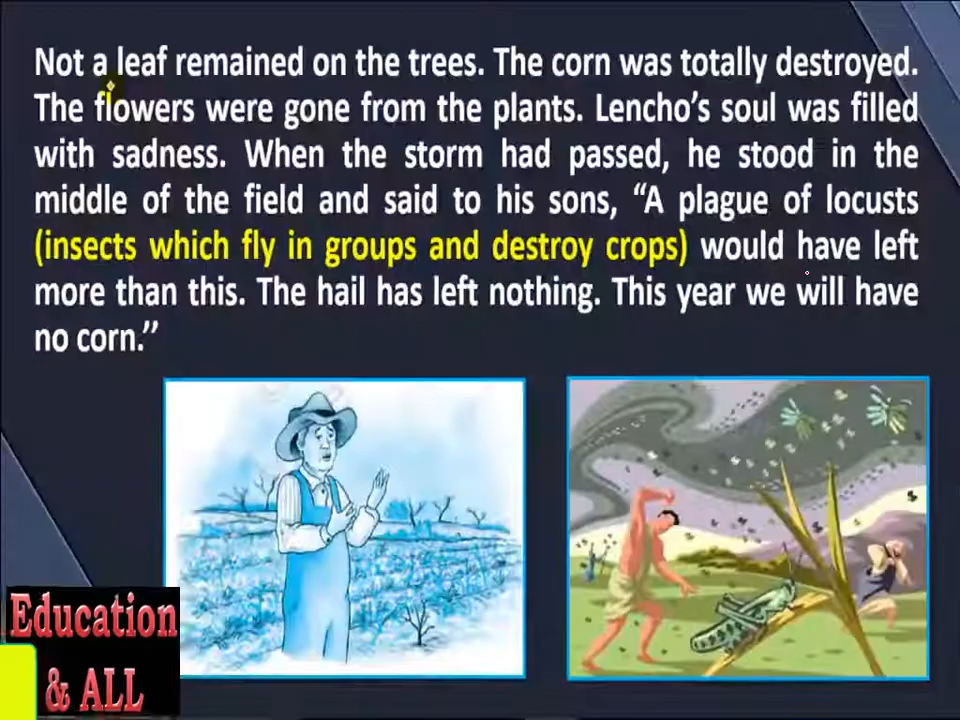 Not a leaf remained on the trees. The corn was totally destroyed.
The flowers were gone from the plants. Lencho's soul was filled
with sadness. When the storm had passed, he stood in the
middle of the field and said to his sons, “A plague of locusts
(insects which fly in groups and destroy crops) would have left
more than this. The hail has left nothing. This year we will have
no corn.’’
Education
& ALL